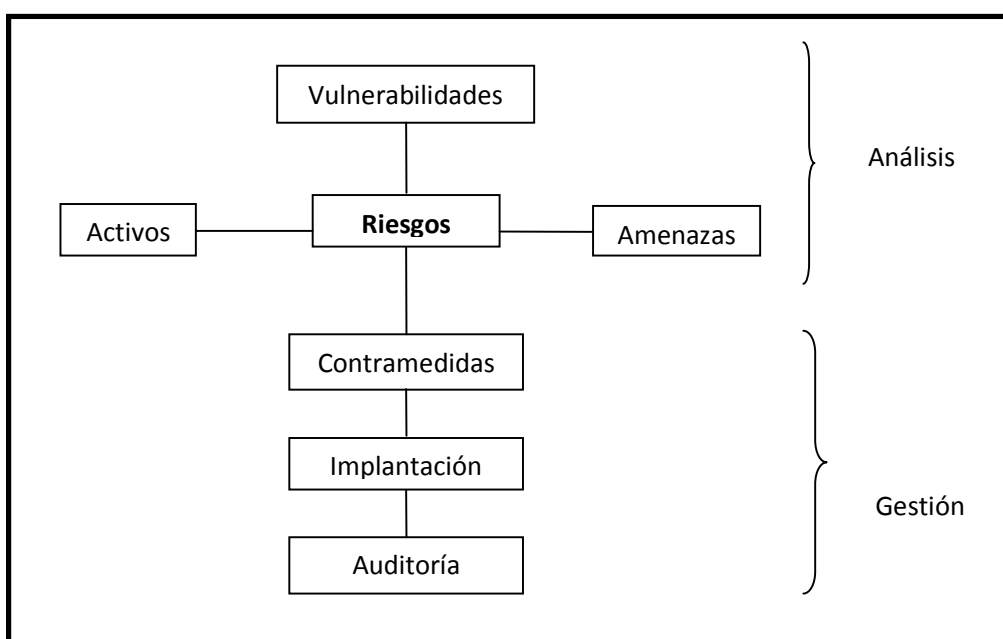 Vulnerabilidades
Análisis
Activos
Riesgos
Amenazas
Contramedidas
Implantación
Gestión
Auditoría